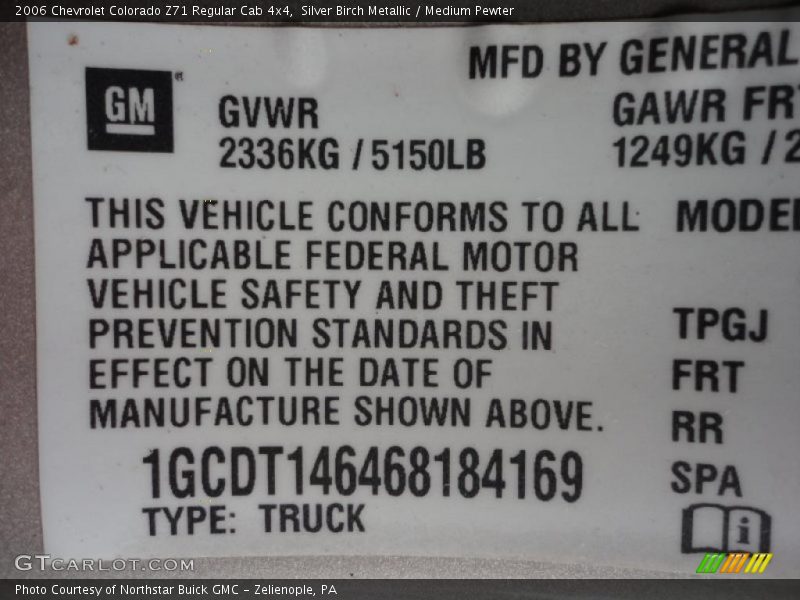 2006 Chevrolet Colorado Z71 Regular Cab 4x4, Silver Birch Metallic / Medium Pewter
MFD BY GENERAL
GM
GVWR
GAWR FRT
2336KG / 5150LB
1249KG / 2
THIS VEHICLE CONFORMS TO ALL
MODEL
APPLICABLE FEDERAL MOTOR
VEHICLE SAFETY AND THEFT
TPGJ
PREVENTION STANDARDS IN
EFFECT ON THE DATE OF
FRT
MANUFACTURE SHOWN ABOVE.
RR
1GCDT146468184169
SPA
TYPE: TRUCK
i
GTCARLOT.COM
Photo Courtesy of Northstar Buick GMC - Zelienople, PA